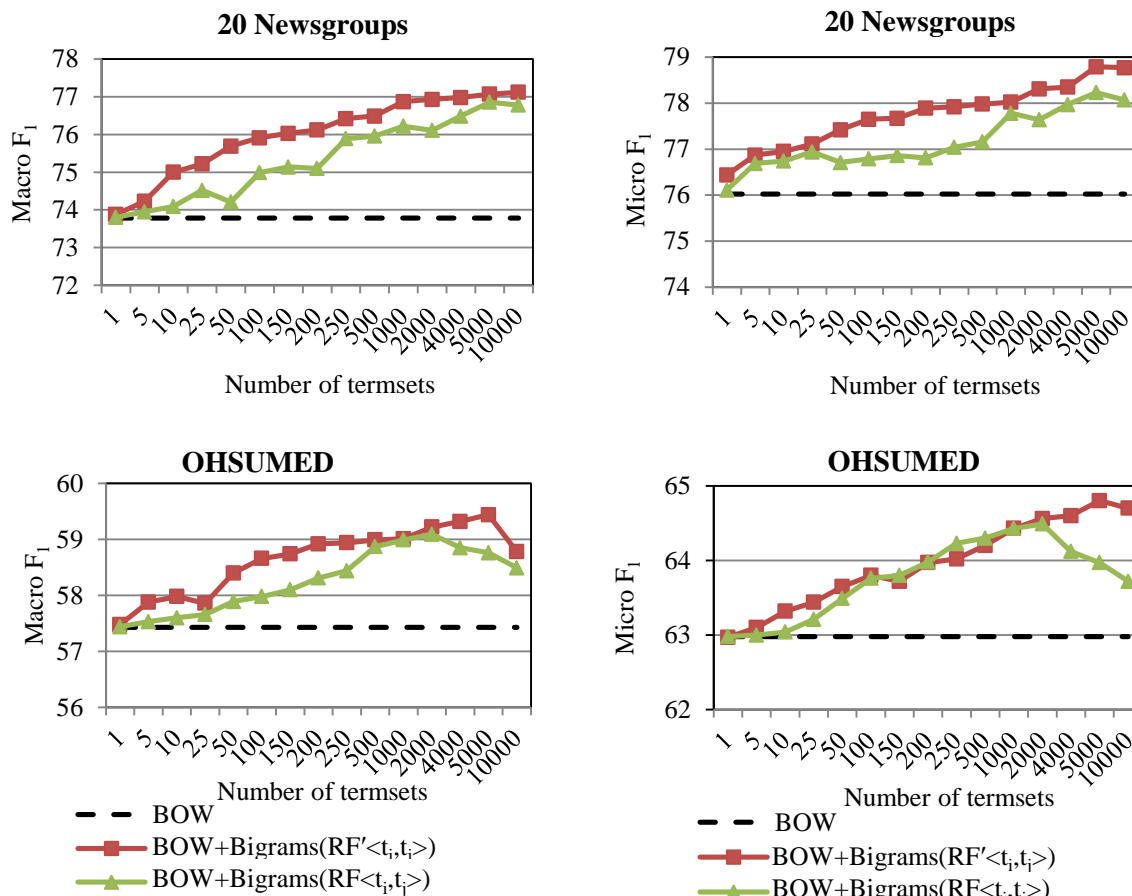 20 Newsgroups
78
77
76
75
74
73
72
Macro F₁
1 5 10 25 50 100 150 200 250 500 1000 2000 4000 5000 10000
Number of termsets
20 Newsgroups
79
78
77
76
75
74
Micro F₁
1 5 10 25 50 100 150 200 250 500 1000 2000 4000 5000 10000
Number of termsets
OHSUMED
60
59
58
57
56
Macro F₁
1 5 10 25 50 100 150 200 250 500 1000 2000 4000 5000 10000
Number of termsets
BOW
BOW+Bigrams(RF′<tᵢ,tᵢ>)
BOW+Bigrams(RF<tᵢ,tⱼ>)
OHSUMED
65
64
63
62
Micro F₁
1 5 10 25 50 100 150 200 250 500 1000 2000 4000 5000 10000
Number of termsets
BOW
BOW+Bigrams(RF′<tᵢ,tⱼ>)
BOW+Bigrams(RF<t